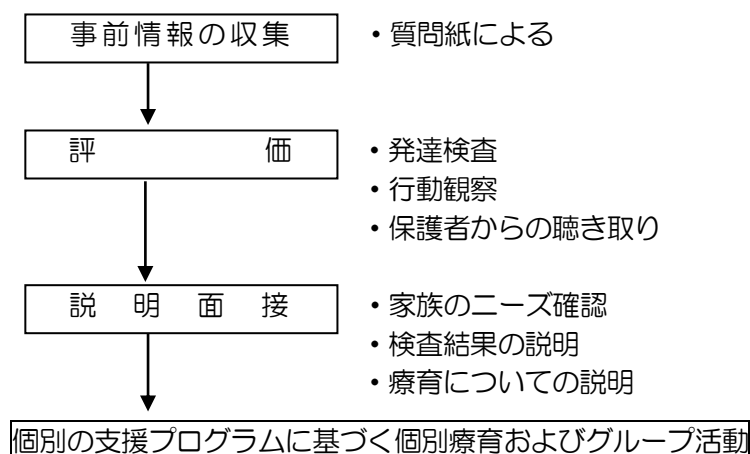 事前情報の収集 ・質問紙による
評価 ・発達検査
・行動観察
・保護者からの聴き取り
説明面接 ・家族のニーズ確認
・検査結果の説明
・療育についての説明
個別の支援プログラムに基づく個別療育およびグループ活動